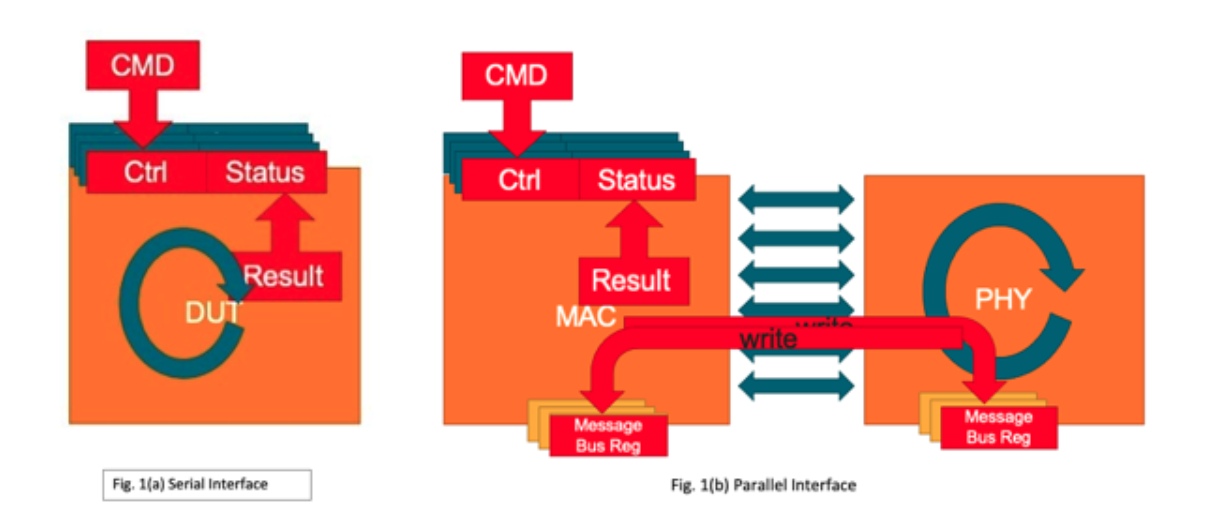 CMD
Ctrl
Status
Result
DUT
Fig. 1(a) Serial Interface
CMD
Ctrl
Status
Result
MAC
PHY
write
write
Message
Bus Reg
Message
Bus Reg
Fig. 1(b) Parallel Interface